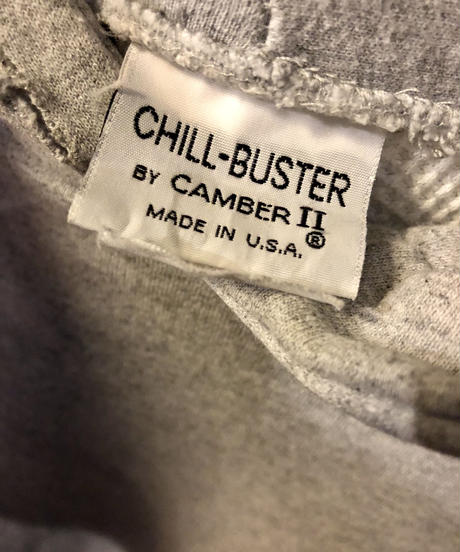 CHILL-BUSTER
BY CAMBER II ®
MADE IN U.S.A.